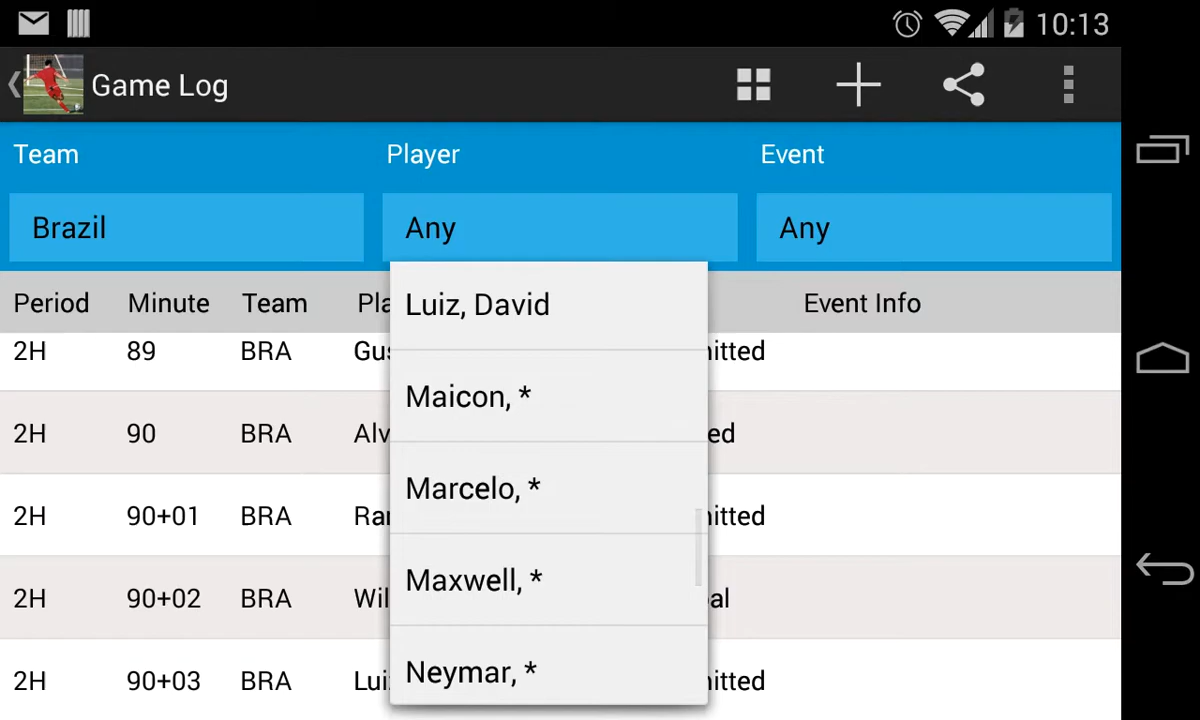 10:13
Game Log
Team Player Event
Brazil Any Any
Period Minute Team Event Info
Luiz, David
Maicon, *
Marcelo, *
Maxwell, *
Neymar, *
2H 89 BRA
2H 90 BRA
2H 90+01 BRA
2H 90+02 BRA
2H 90+03 BRA